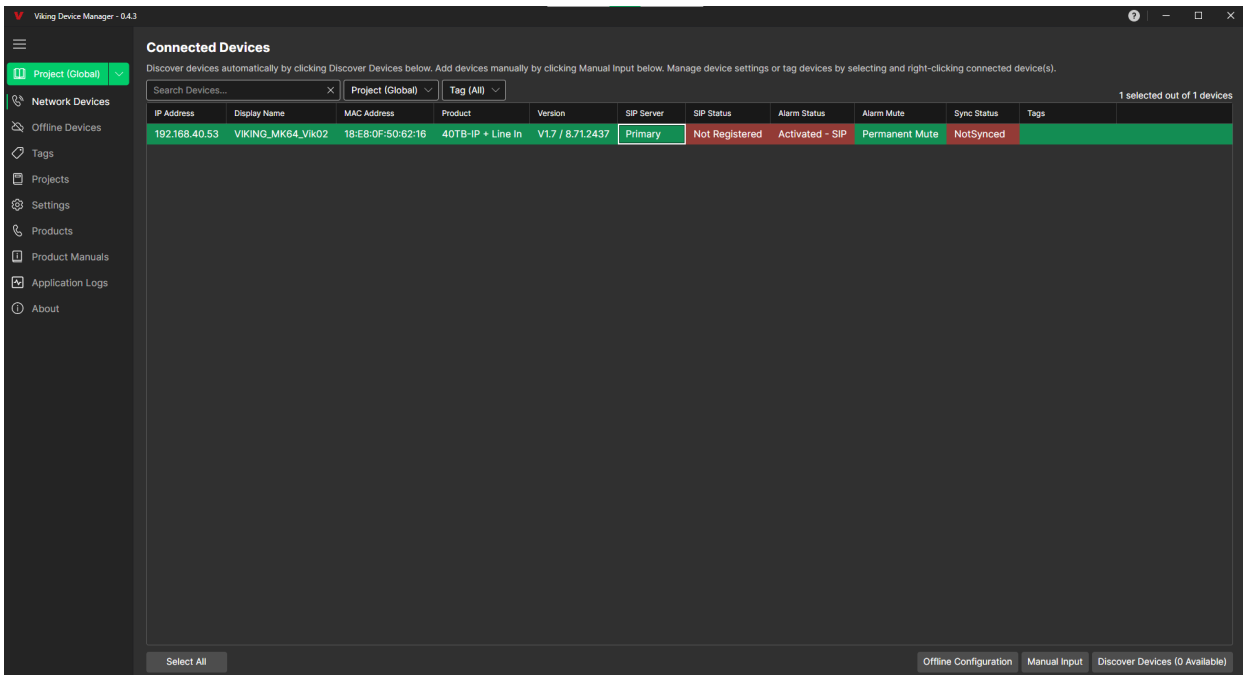 Viking Device Manager - 0.4.3
Project (Global)
Network Devices
Offline Devices
Tags
Projects
Settings
Products
Product Manuals
Application Logs
About
Connected Devices
Discover devices automatically by clicking Discover Devices below. Add devices manually by clicking Manual Input below. Manage device settings or tag devices by selecting and right-clicking connected device(s).
Search Devices... Project (Global) Tag (All)
1 selected out of 1 devices
IP Address Display Name MAC Address Product Version SIP Server SIP Status Alarm Status Alarm Mute Sync Status Tags
192.168.40.53 VIKING_MK64_Vik02 18:E8:0F:50:62:16 40TB-IP + Line In V1.7 / 8.71.2437 Primary Not Registered Activated - SIP Permanent Mute NotSynced
Select All Offline Configuration Manual Input Discover Devices (0 Available)